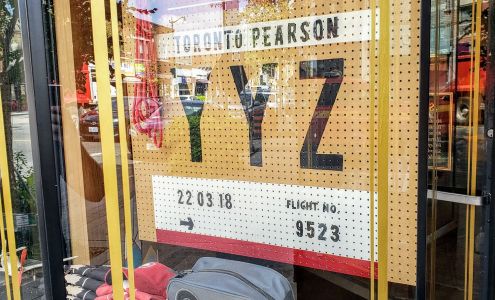 TORONTO PEARSON
YYZ
22 03 18 FLIGHT NO.
→ 9523